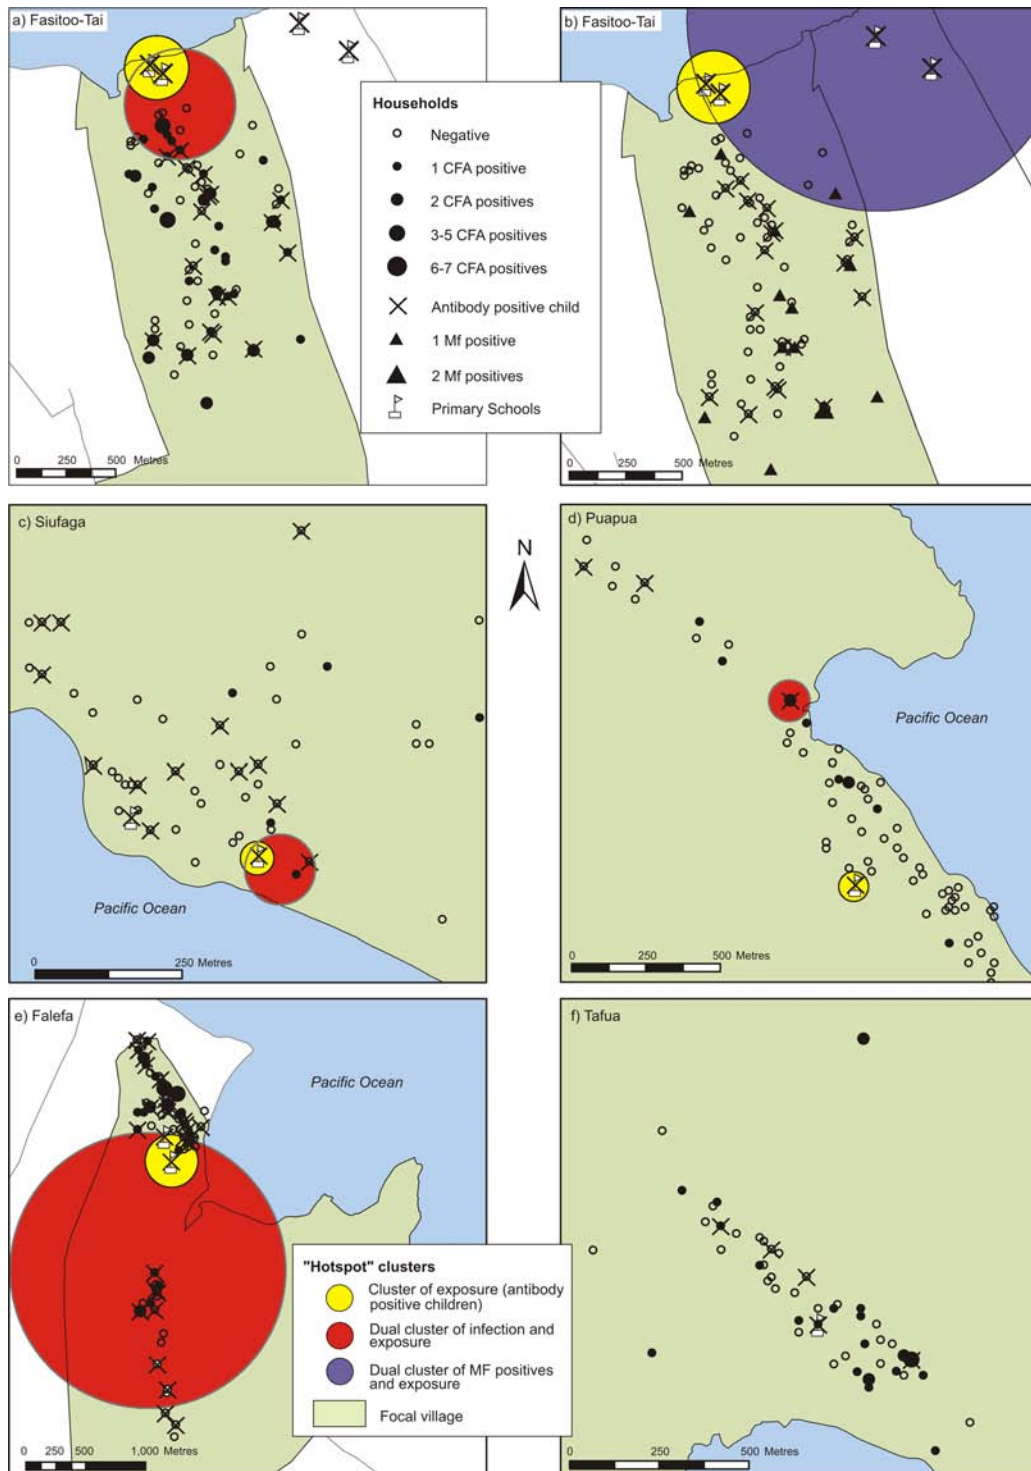 a) Fasitoo-Tai
b) Fasitoo-Tai
Households
Negative
1 CFA positive
2 CFA positives
3-5 CFA positives
6-7 CFA positives
Antibody positive child
1 Mf positive
2 Mf positives
Primary Schools
0 250 500 Metres
0 250 500 Metres
c) Siufaga
N
d) Puapua
Pacific Ocean
Pacific Ocean
0 250 Metres
0 250 500 Metres
e) Falefa
f) Tafua
Pacific Ocean
"Hotspot" clusters
Cluster of exposure (antibody
positive children)
Dual cluster of infection and
exposure
Dual cluster of MF positives
and exposure
Focal village
0 250 500 1,000 Metres
0 250 500 Metres